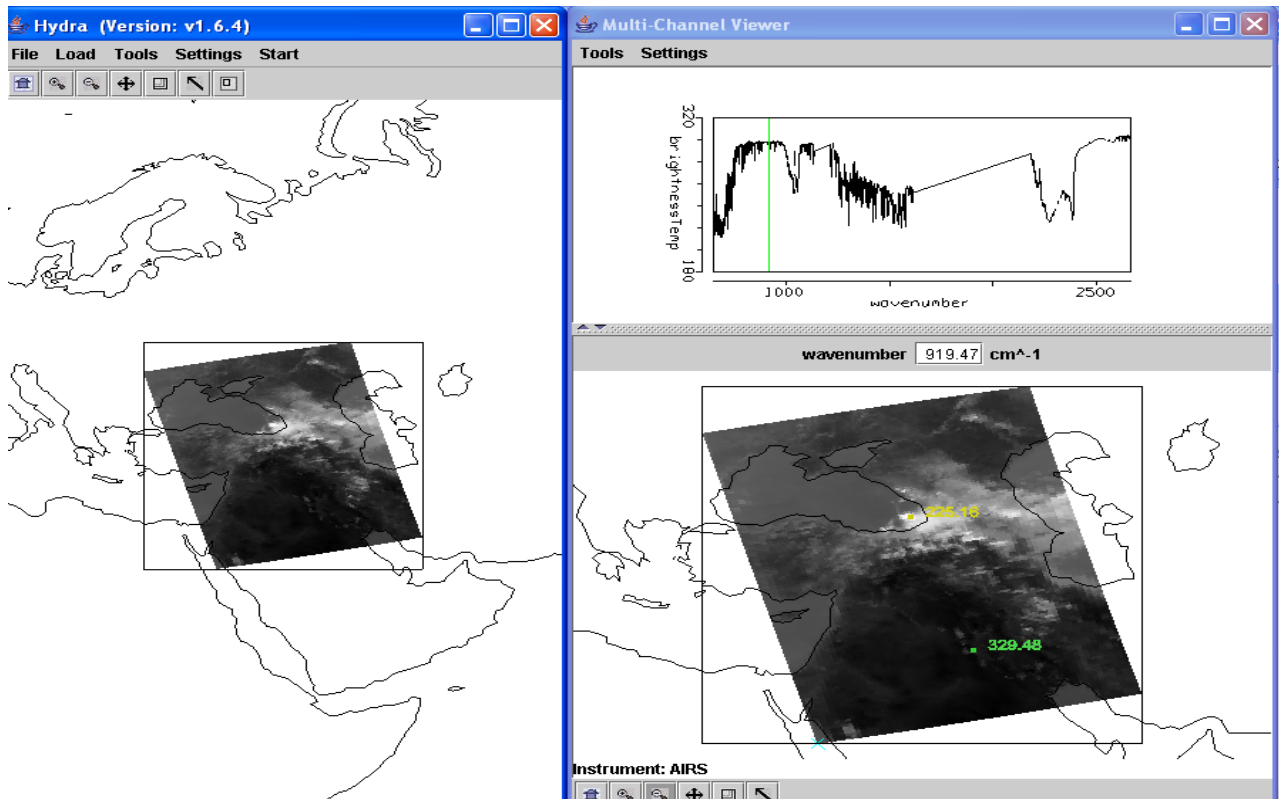 Hydra (Version: v1.6.4)
File Load Tools Settings Start
Multi-Channel Viewer
Tools Settings
320
brightnessTemp
180
1000
2500
wavenumber
wavenumber 919.47 cm^-1
329.48
Instrument: AIRS